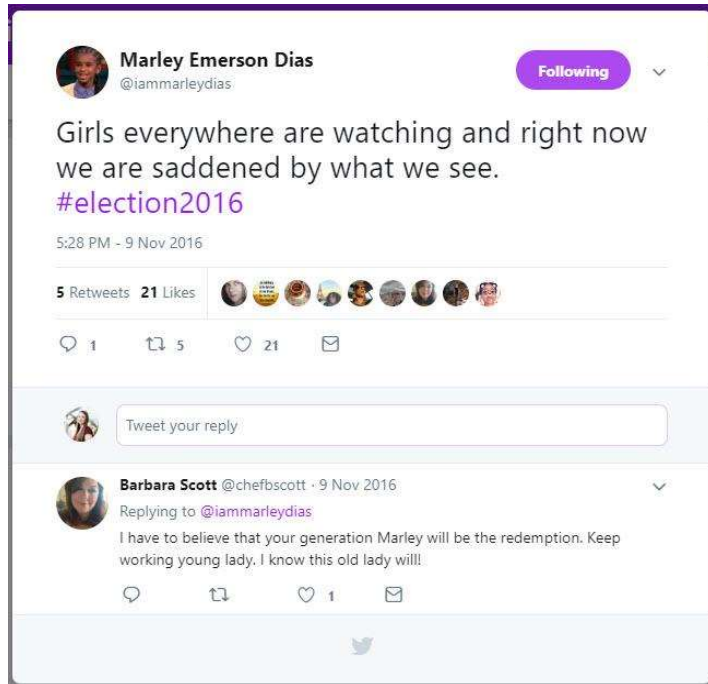 Marley Emerson Dias
@iammarleydias
Following
Girls everywhere are watching and right now
we are saddened by what we see.
#election2016
5:28 PM - 9 Nov 2016
5 Retweets 21 Likes
1 5 21
Tweet your reply
Barbara Scott @chefbscott · 9 Nov 2016
Replying to @iammarleydias
I have to believe that your generation Marley will be the redemption. Keep
working young lady. I know this old lady will!
1